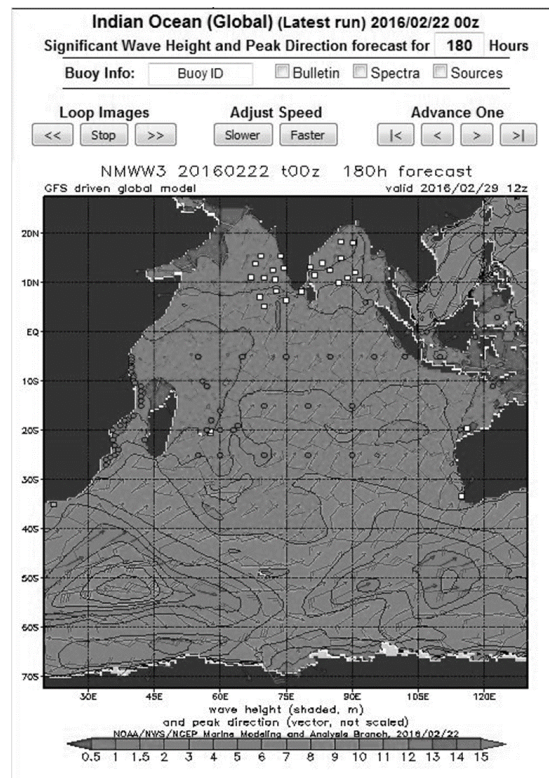 Indian Ocean (Global) (Latest run) 2016/02/22 00z
Significant Wave Height and Peak Direction forecast for 180 Hours
Buoy Info: Buoy ID Bulletin Spectra Sources
Loop Images Adjust Speed Advance One
<< Stop >> Slower Faster |< < > >|
NMWW3 20160222 t00z 180h forecast
GFS driven global model valid 2016/02/29 12z
20N
10N
EQ
10S
20S
30S
40S
50S
60S
70S
30E 45E 60E 75E 90E 105E 120E
wave height (shaded, m)
and peak direction (vector, not scaled)
NOAA/NWS/NCEP Marine Modeling and Analysis Branch, 2016/02/22
0.5 1 1.5 2 3 4 5 6 7 8 9 10 11 12 13 14 15